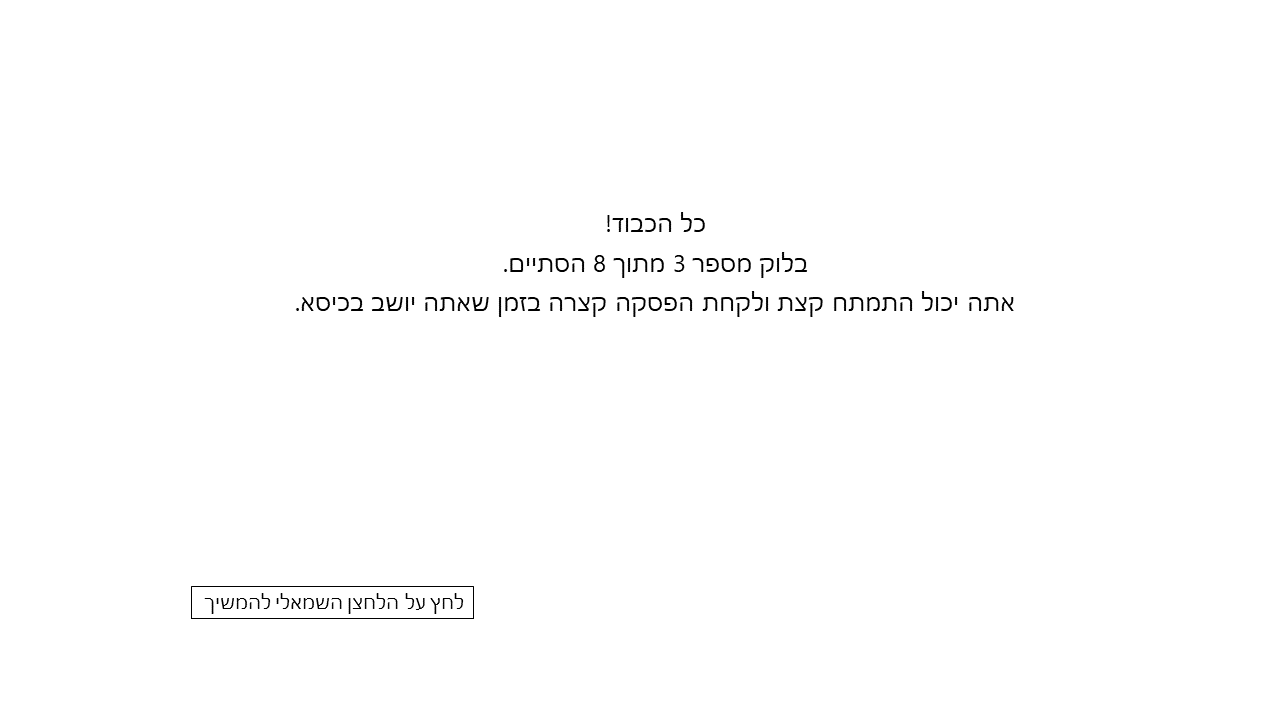 כל הכבוד!
בלוק מספר 3 מתוך 8 הסתיים.
אתה יכול התמתח קצת ולקחת הפסקה קצרה בזמן שאתה יושב בכיסא.
לחץ על הלחצן השמאלי להמשיך